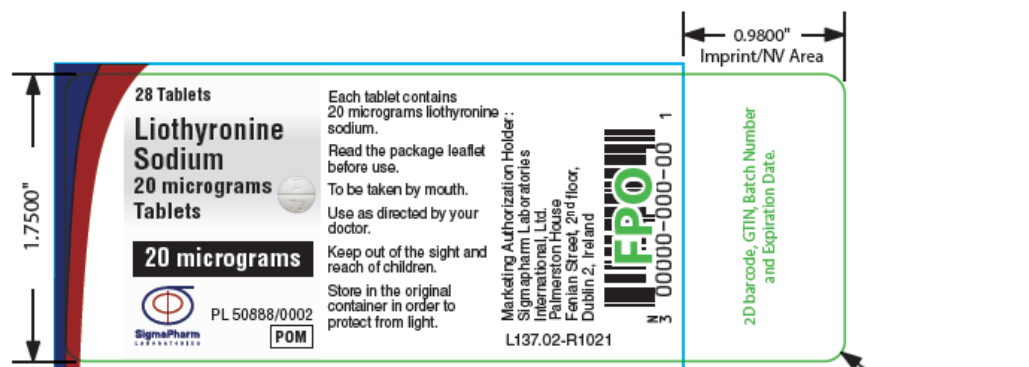 0.9800"
Imprint/NV Area
1.7500"
28 Tablets
Liothyronine
Sodium
20 micrograms
Tablets
20 micrograms
SigmaPharm
LABORATORIES
PL 50888/0002
POM
Each tablet contains
20 micrograms liothyronine
sodium.
Read the package leaflet
before use.
To be taken by mouth.
Use as directed by your
doctor.
Keep out of the sight and
reach of children.
Store in the original
container in order to
protect from light.
Marketing Authorization Holder:
Sigmapharm Laboratories
International, Ltd.
Palmerston House
Fenian Street, 2nd floor,
Dublin 2, Ireland
L137.02-R1021
FPO
N
3 00000-000-00 1
2D barcode, GTIN, Batch Number
and Expiration Date.